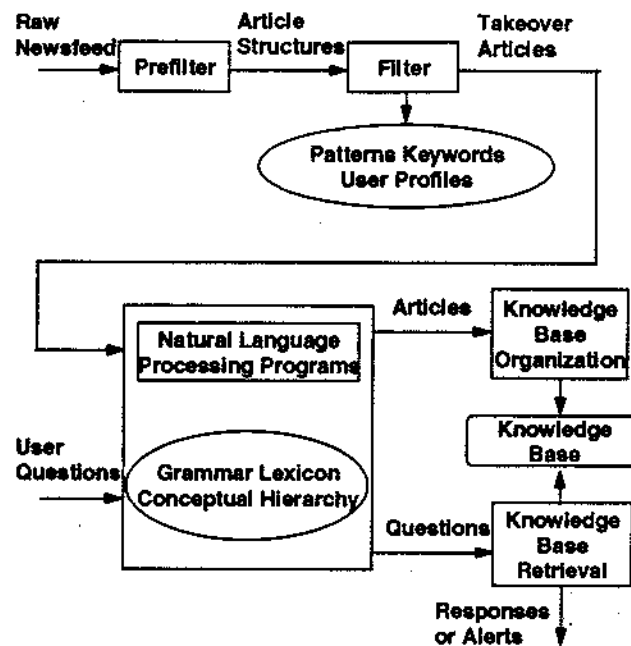 Raw
Newsfeed
Prefilter
Article
Structures
Filter
Takeover
Articles
Patterns Keywords
User Profiles
Natural Language
Processing Programs
Articles
Knowledge
Base
Organization
Knowledge
Base
User
Questions
Grammar Lexicon
Conceptual Hierarchy
Questions
Knowledge
Base
Retrieval
Responses
or Alerts